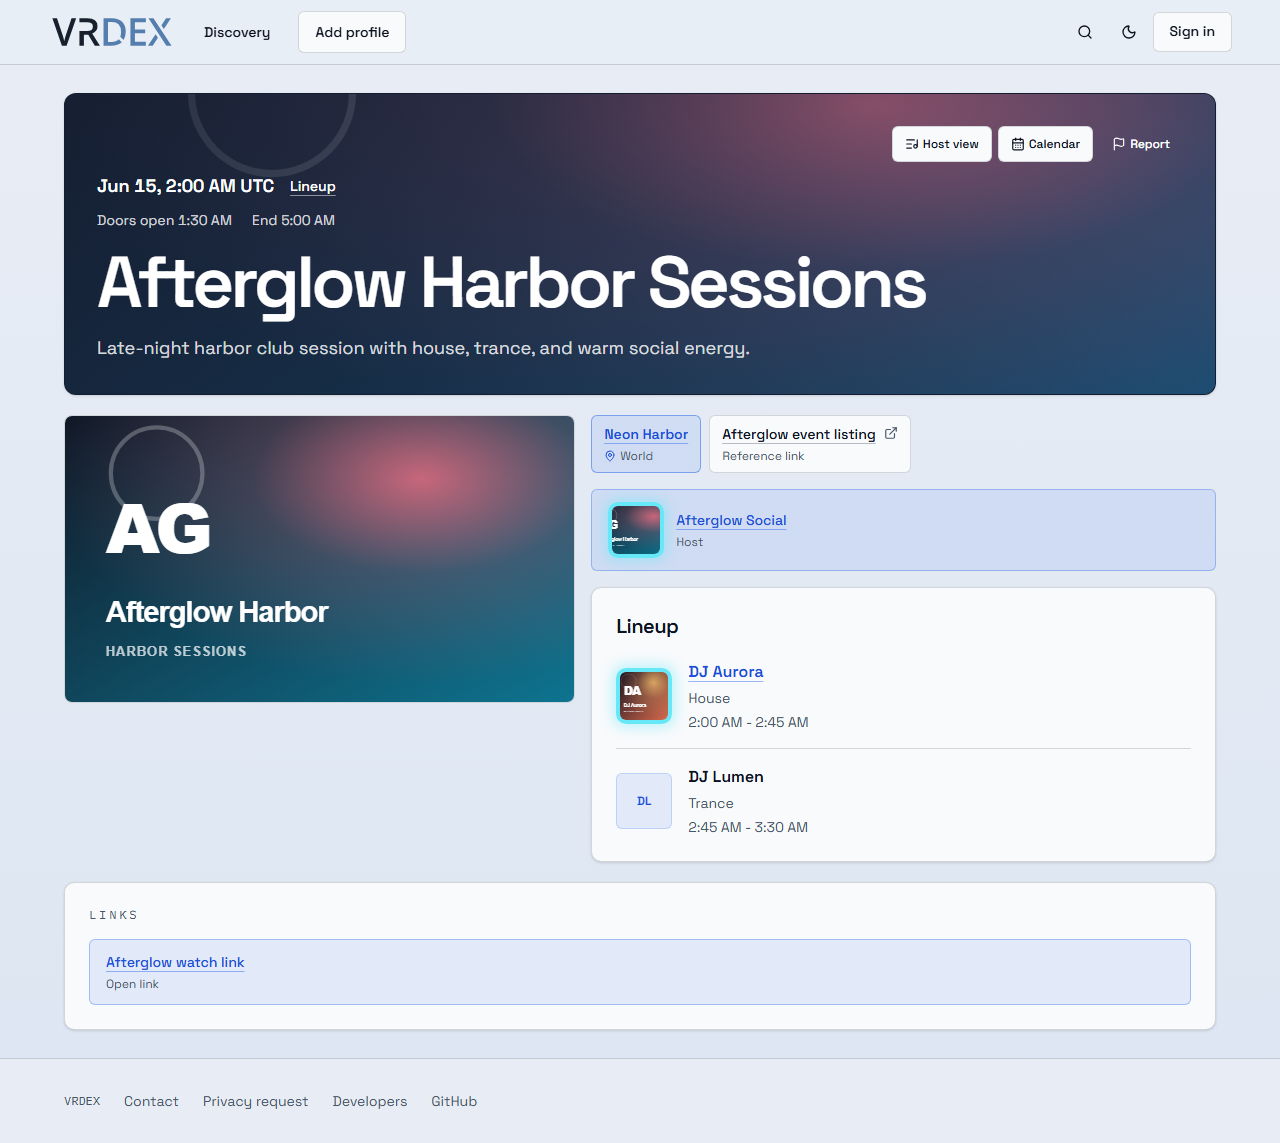 VRDEX
Discovery
Add profile
Sign in
Host view
Calendar
Report
Jun 15, 2:00 AM UTC
Lineup
Doors open 1:30 AM
End 5:00 AM
Afterglow Harbor Sessions
Late-night harbor club session with house, trance, and warm social energy.
AG
Afterglow Harbor
HARBOR SESSIONS
Neon Harbor
World
Afterglow event listing
Reference link
Afterglow Social
Host
Lineup
DA
DJ Aurora
DJ Aurora
House
2:00 AM - 2:45 AM
DL
DJ Lumen
Trance
2:45 AM - 3:30 AM
LINKS
Afterglow watch link
Open link
VRDEX
Contact
Privacy request
Developers
GitHub